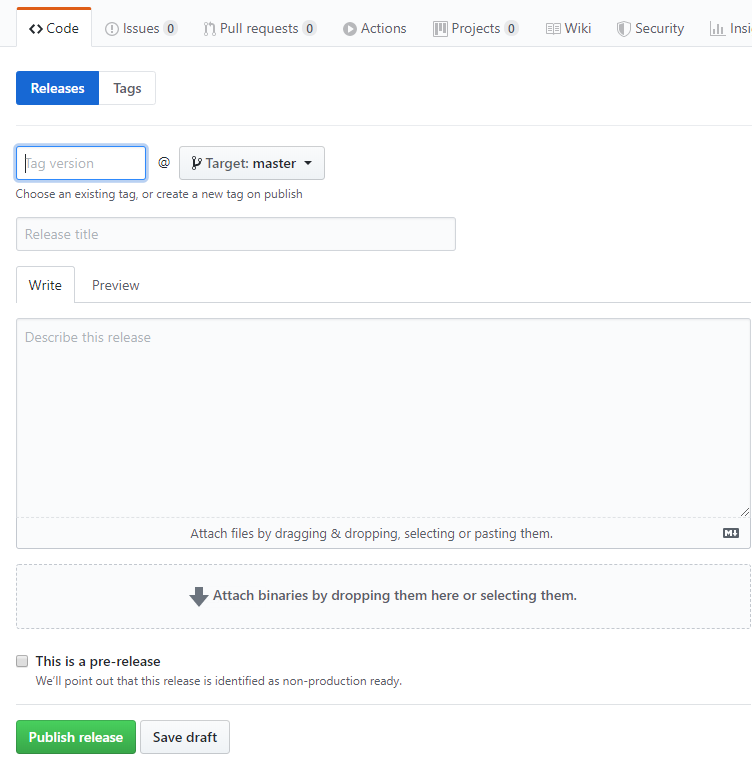 Code Issues 0 Pull requests 0 Actions Projects 0 Wiki Security
Releases Tags
Tag version @ Target: master
Choose an existing tag, or create a new tag on publish
Release title
Write Preview
Describe this release
Attach files by dragging & dropping, selecting or pasting them.
Attach binaries by dropping them here or selecting them.
This is a pre-release
We’ll point out that this release is identified as non-production ready.
Publish release Save draft